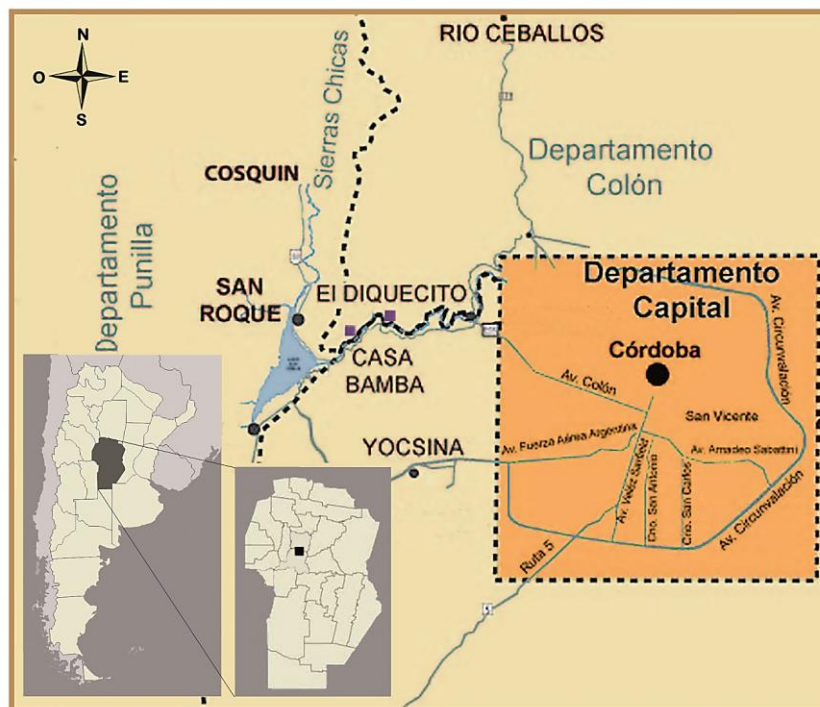 N
O
E
S
RIO CEBALLOS
Sierras Chicas
COSQUIN
Departamento
Colón
Departamento
Punilla
SAN
ROQUE
El DIQUECITO
CASA
BAMBA
YOCSINA
Departamento
Capital
Córdoba
Av. Circunvalación
Av. Colón
San Vicente
Av. Fuerza Aérea Argentina
Av. Amadeo Sabattini
Av. Vélez Sarsfield
Cno. San Antonio
Cno. San Carlos
Av. Circunvalación
Ruta 5
5